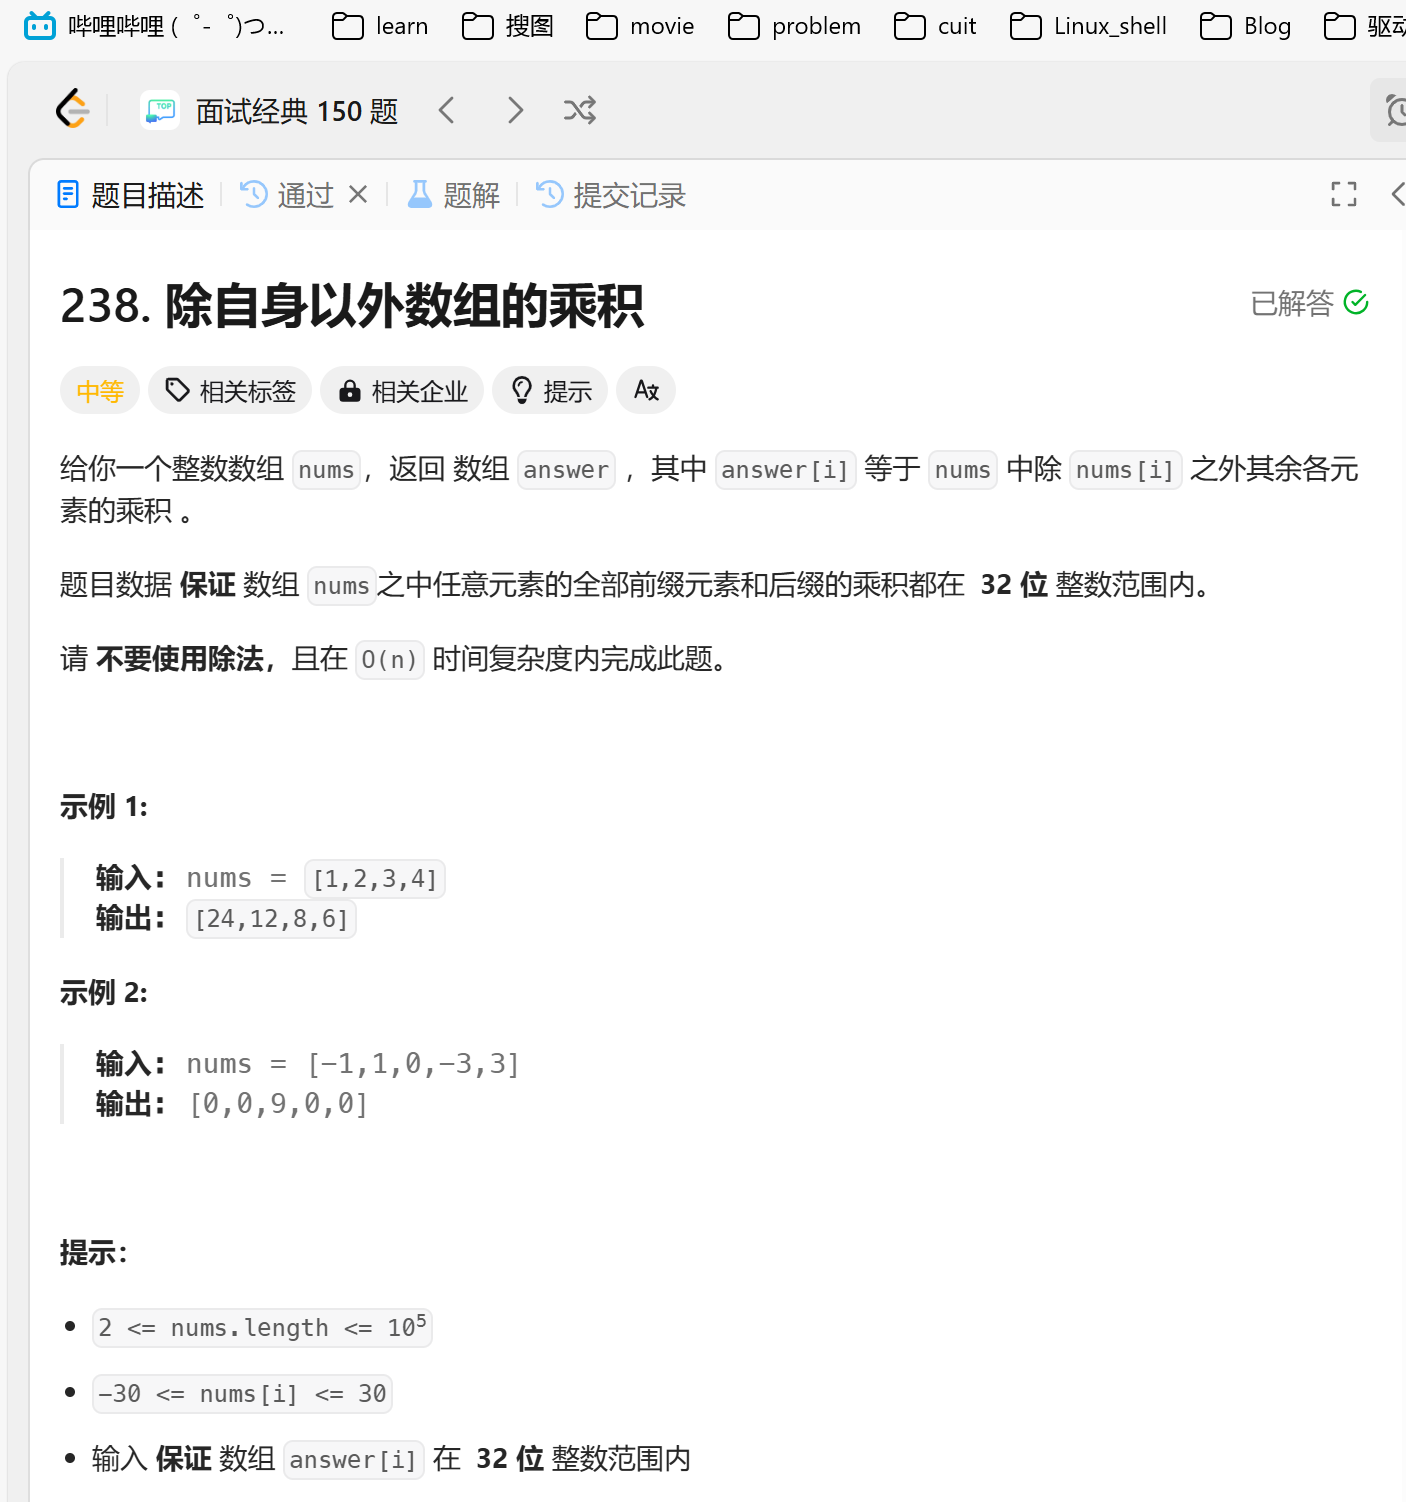 哔哩哔哩 ( ゜- ゜)つ... learn 搜图 movie problem cuit Linux_shell Blog
面试经典 150 题
题目描述 通过 题解 提交记录
238. 除自身以外数组的乘积 已解答
中等 相关标签 相关企业 提示
给你一个整数数组 nums，返回 数组 answer ，其中 answer[i] 等于 nums 中除 nums[i] 之外其余各元
素的乘积 。
题目数据 保证 数组 nums之中任意元素的全部前缀元素和后缀的乘积都在 32 位 整数范围内。
请 不要使用除法，且在 O(n) 时间复杂度内完成此题。
示例 1:
输入：nums = [1,2,3,4]
输出：[24,12,8,6]
示例 2:
输入：nums = [-1,1,0,-3,3]
输出：[0,0,9,0,0]
提示：
2 <= nums.length <= 10⁵
-30 <= nums[i] <= 30
输入 保证 数组 answer[i] 在 32 位 整数范围内